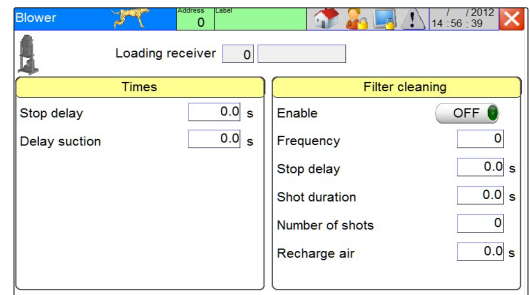 Blower
Address
0
Label
/ / 2012
14 : 56 : 39
Loading receiver 0
Times
Stop delay 0.0 s
Delay suction 0.0 s
Filter cleaning
Enable OFF
Frequency 0
Stop delay 0.0 s
Shot duration 0.0 s
Number of shots 0
Recharge air 0.0 s